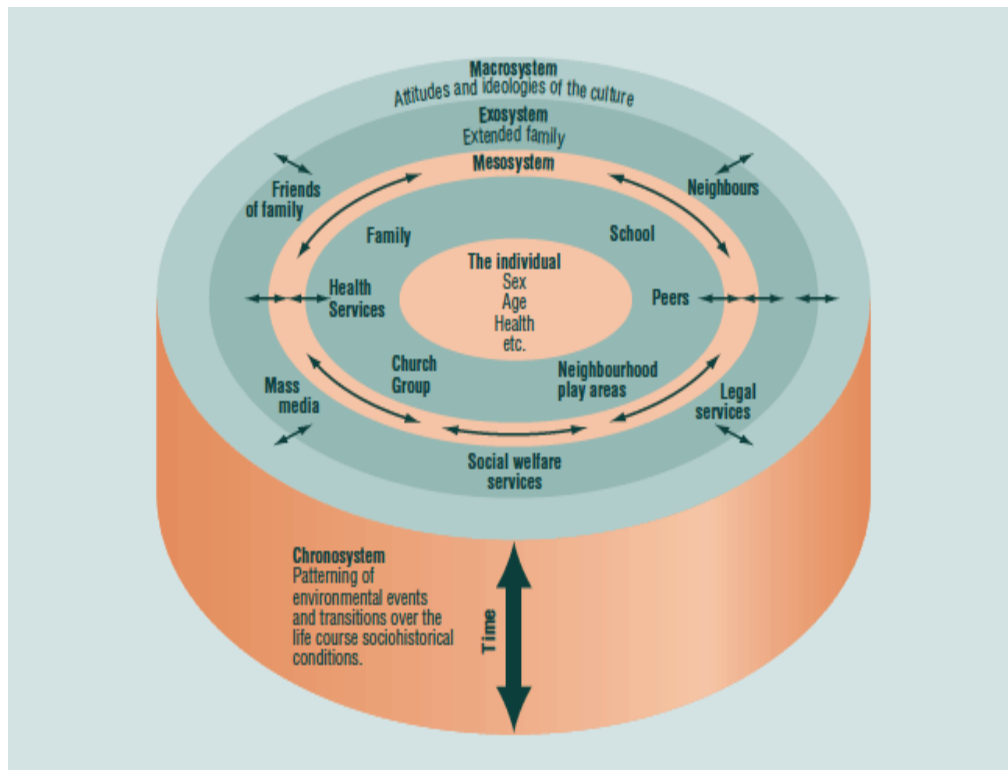 Macrosystem
Attitudes and ideologies of the culture
Exosystem
Extended family
Mesosystem
Friends
of family
Neighbours
Family
School
The individual
Sex
Age
Health
etc.
Health
Services
Peers
Church
Group
Neighbourhood
play areas
Mass
media
Legal
services
Social welfare
services
Chronosystem
Patterning of
environmental events
and transitions over the
life course sociohistorical
conditions.
Time